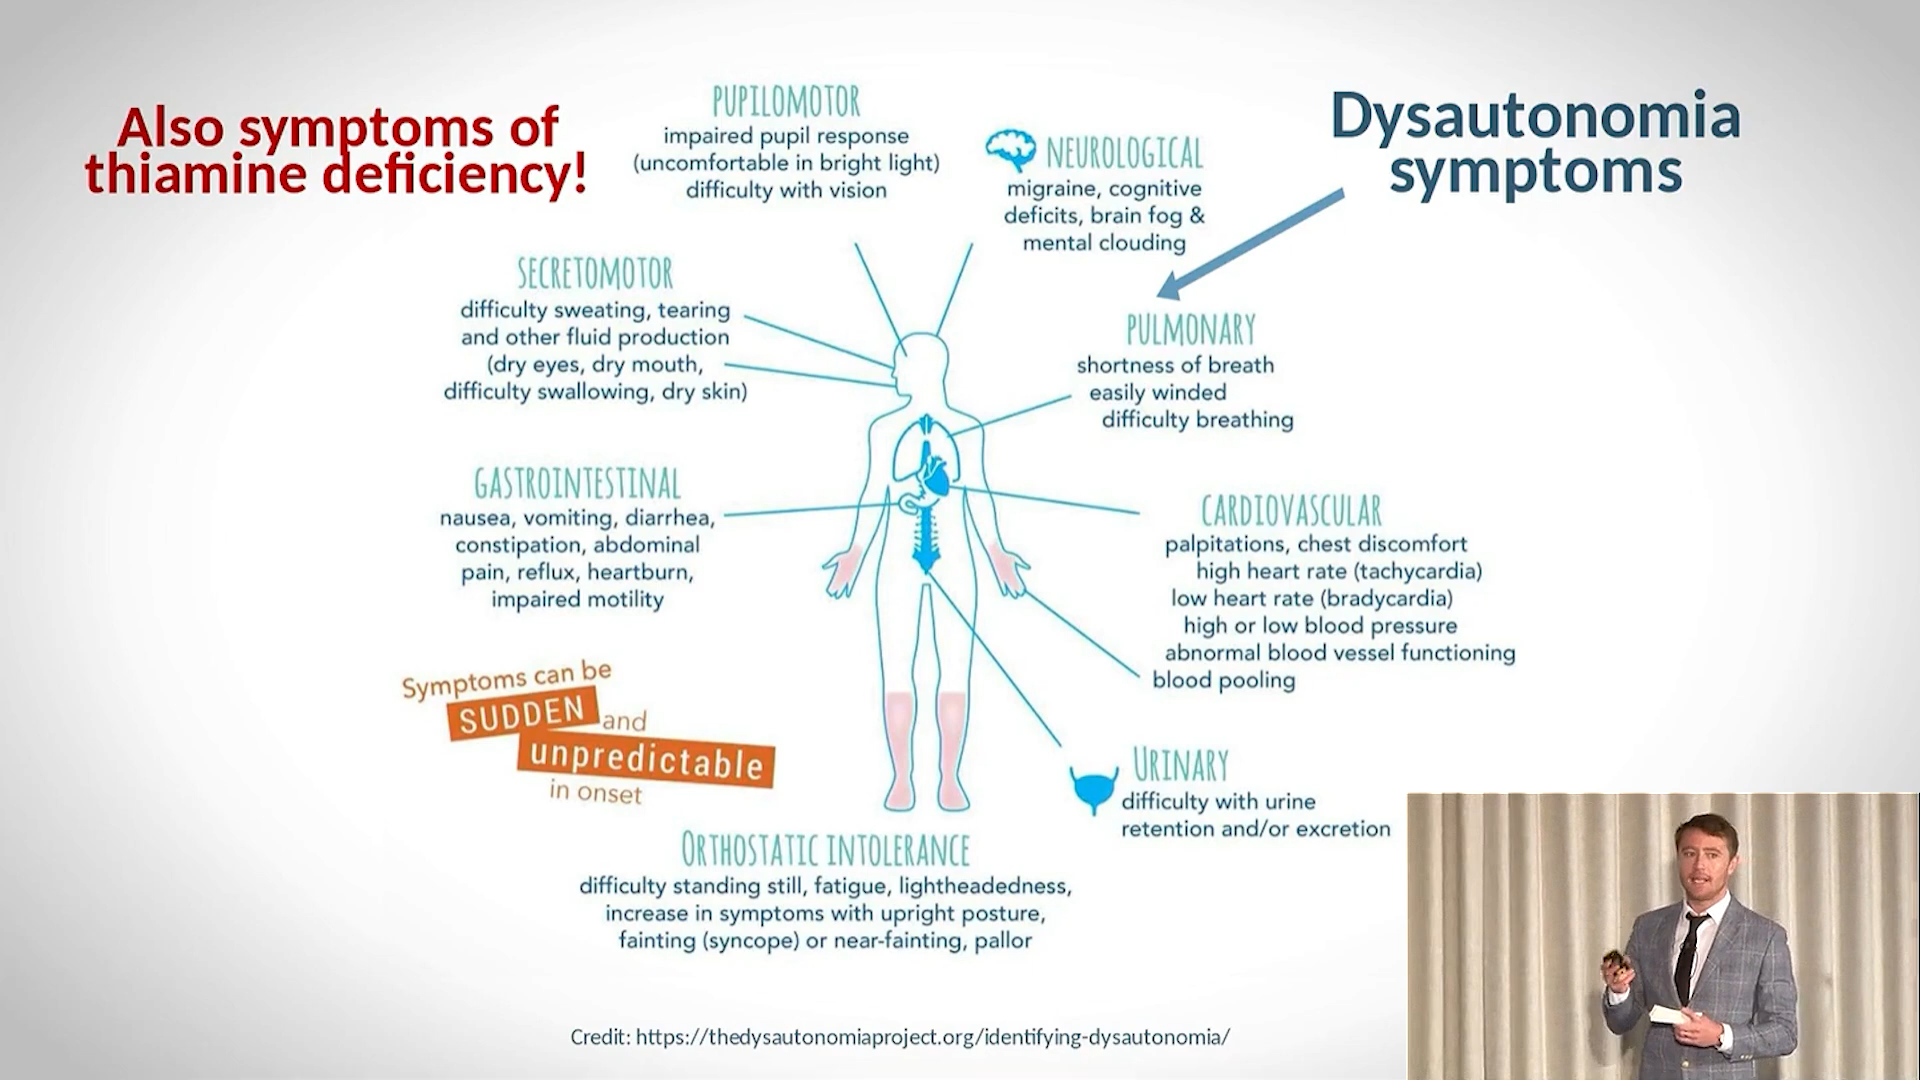 Also symptoms of
thiamine deficiency!
Dysautonomia
symptoms
PUPILOMOTOR
impaired pupil response
(uncomfortable in bright light)
difficulty with vision
NEUROLOGICAL
migraine, cognitive
deficits, brain fog &
mental clouding
SECRETOMOTOR
difficulty sweating, tearing
and other fluid production
(dry eyes, dry mouth,
difficulty swallowing, dry skin)
PULMONARY
shortness of breath
easily winded
difficulty breathing
GASTROINTESTINAL
nausea, vomiting, diarrhea,
constipation, abdominal
pain, reflux, heartburn,
impaired motility
CARDIOVASCULAR
palpitations, chest discomfort
high heart rate (tachycardia)
low heart rate (bradycardia)
high or low blood pressure
abnormal blood vessel functioning
blood pooling
Symptoms can be
SUDDEN and
unpredictable
in onset
URINARY
difficulty with urine
retention and/or excretion
ORTHOSTATIC INTOLERANCE
difficulty standing still, fatigue, lightheadedness,
increase in symptoms with upright posture,
fainting (syncope) or near-fainting, pallor
Credit: https://thedysautonomiaproject.org/identifying-dysautonomia/